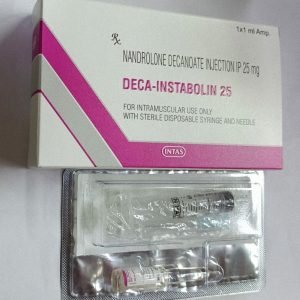 1x1 ml Amp.
Rx
NANDROLONE DECANOATE INJECTION IP 25 mg
DECA-INSTABOLIN 25
FOR INTRAMUSCULAR USE ONLY
WITH STERILE DISPOSABLE SYRINGE AND NEEDLE
INTAS